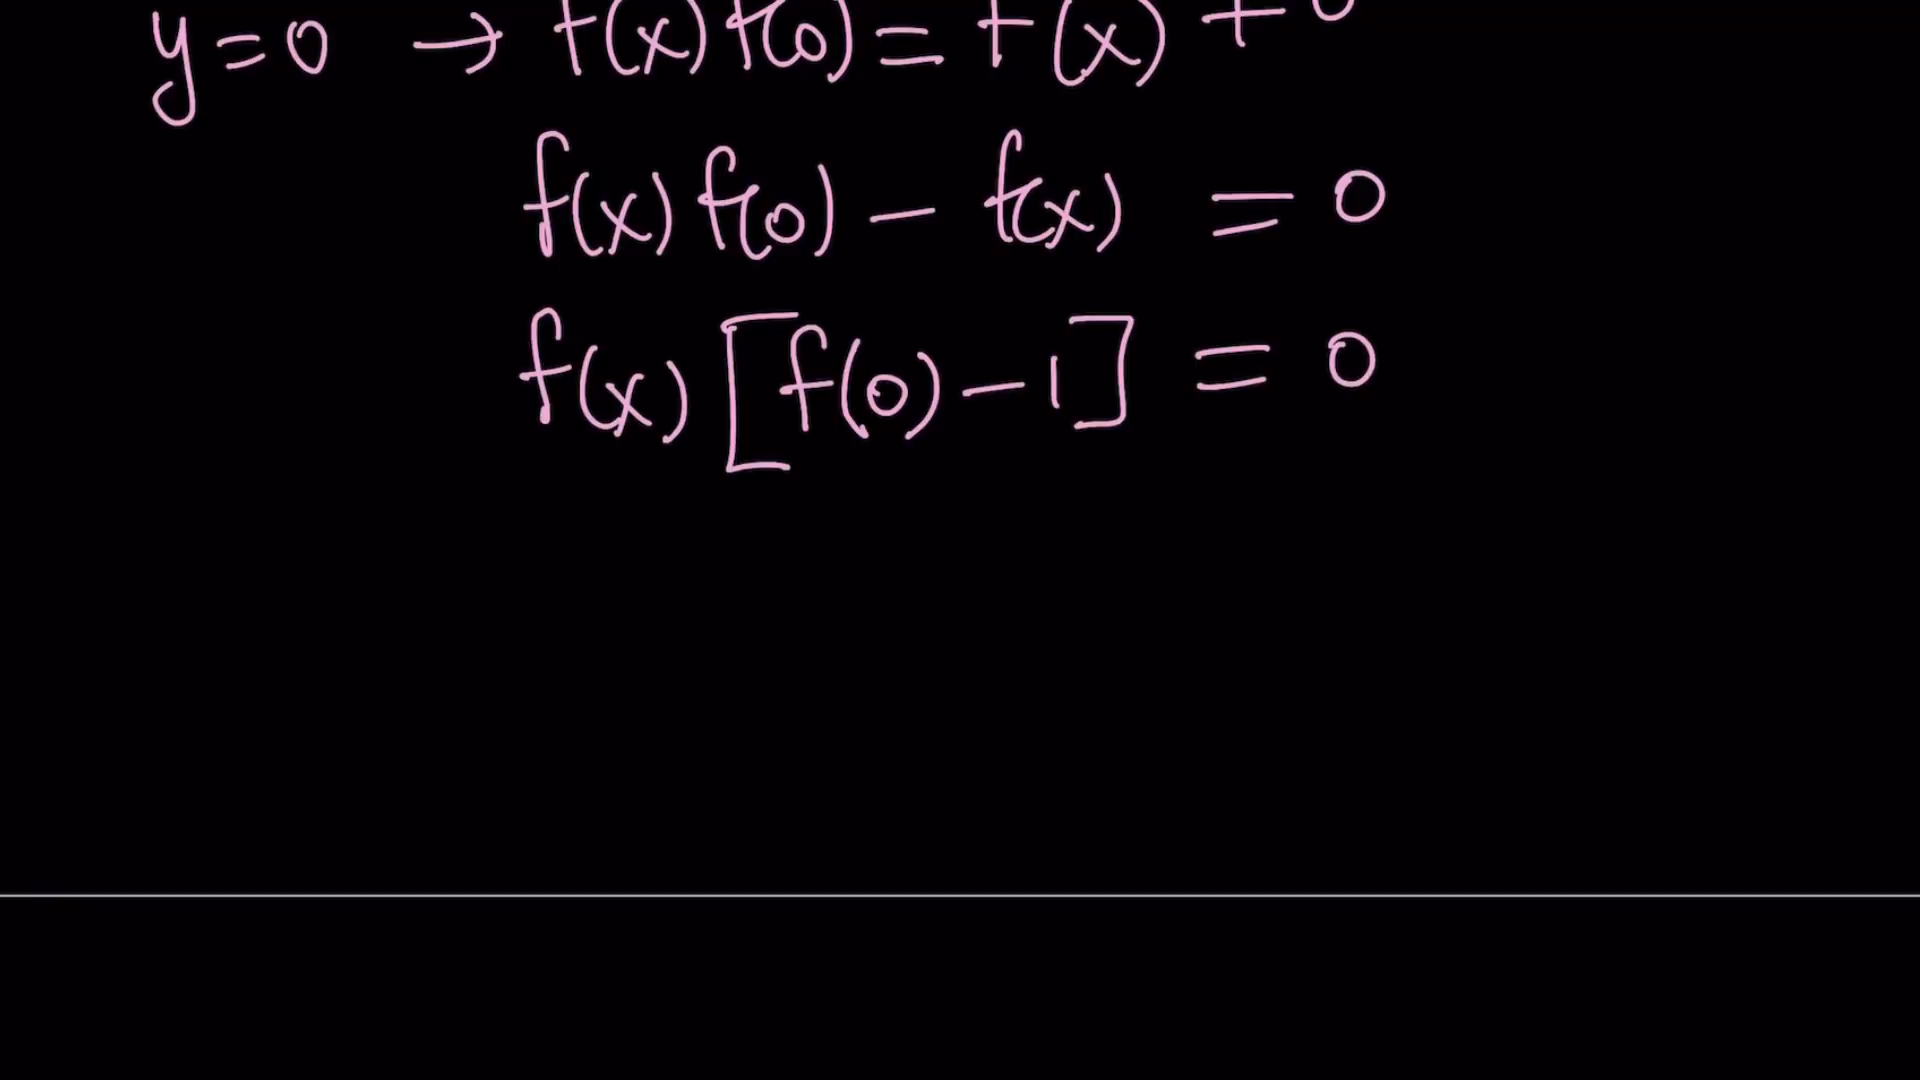 y=0 → f(x)f(0)=f(x)+0
f(x)f(0)-f(x) = 0
f(x)[f(0)-1] = 0